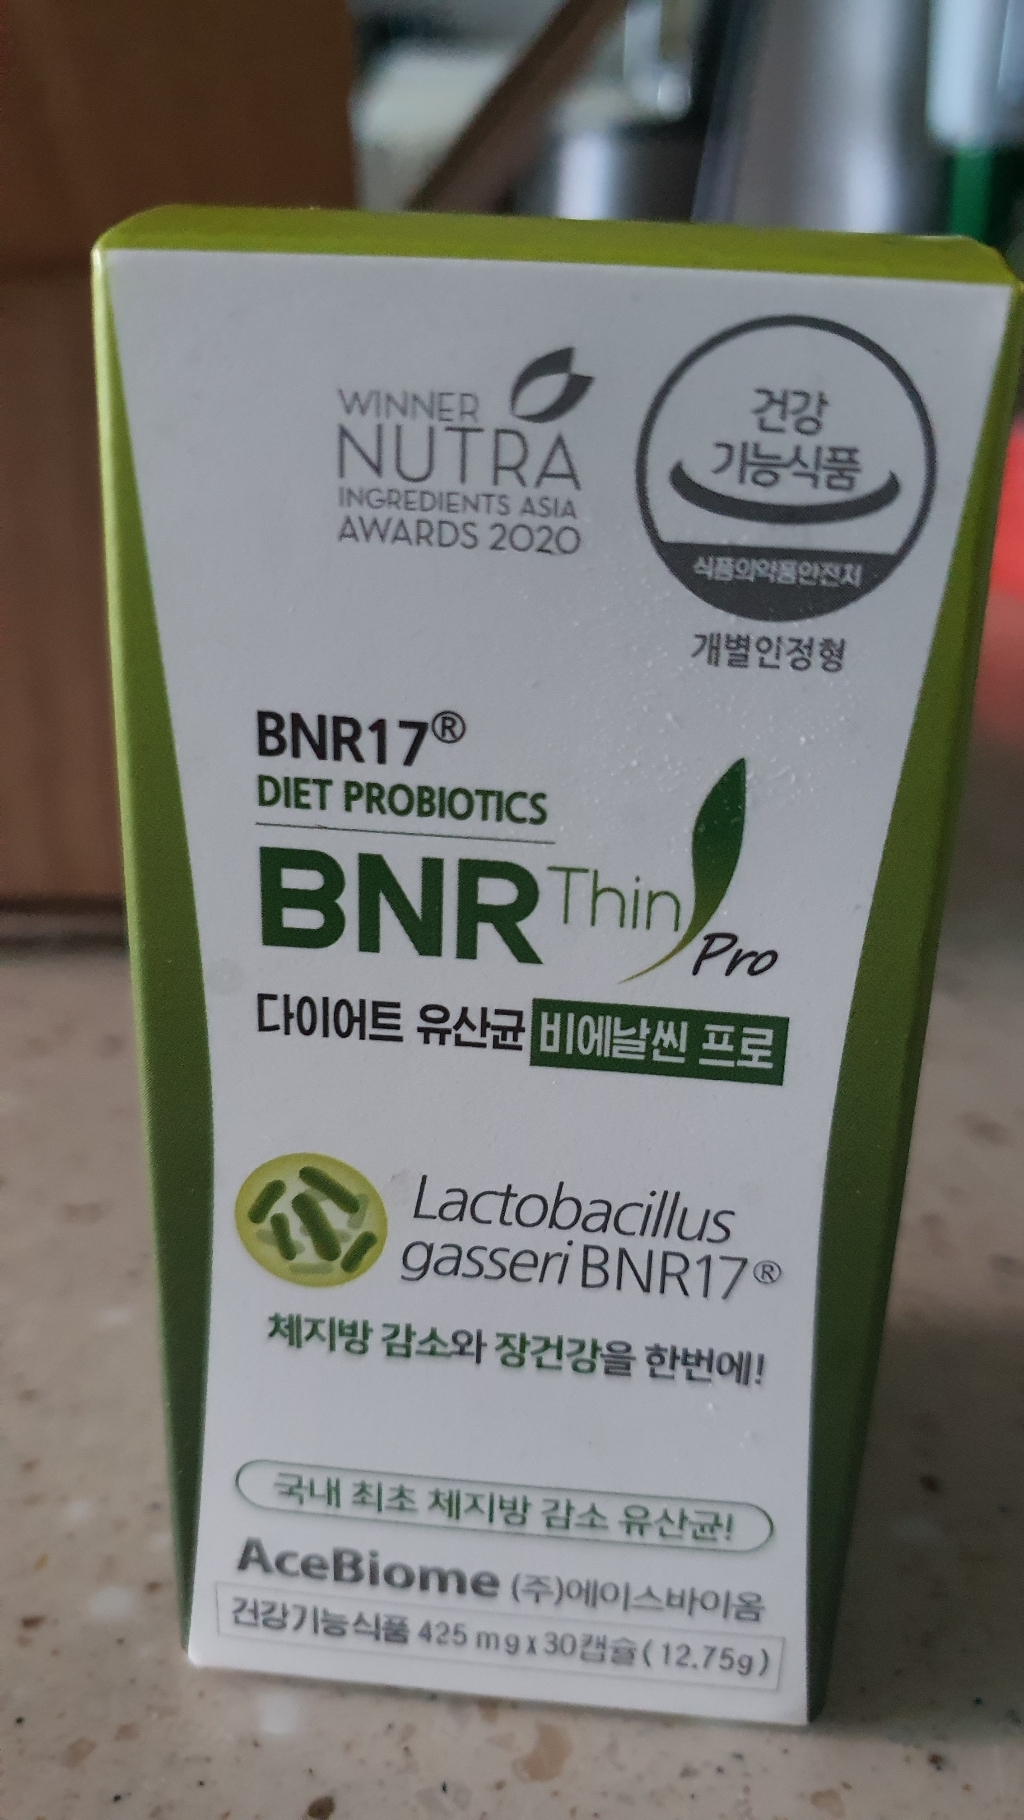 WINNER
NUTRA
INGREDIENTS ASIA
AWARDS 2020
건강
기능식품
식품의약품안전처
개별인정형
BNR17®
DIET PROBIOTICS
BNR Thin
Pro
다이어트 유산균 비에날씬 프로
Lactobacillus
gasseri BNR17®
체지방 감소와 장건강을 한번에!
국내 최초 체지방 감소 유산균!
AceBiome (주)에이스바이옴
건강기능식품 425 mg x 30캡슐 ( 12.75g )